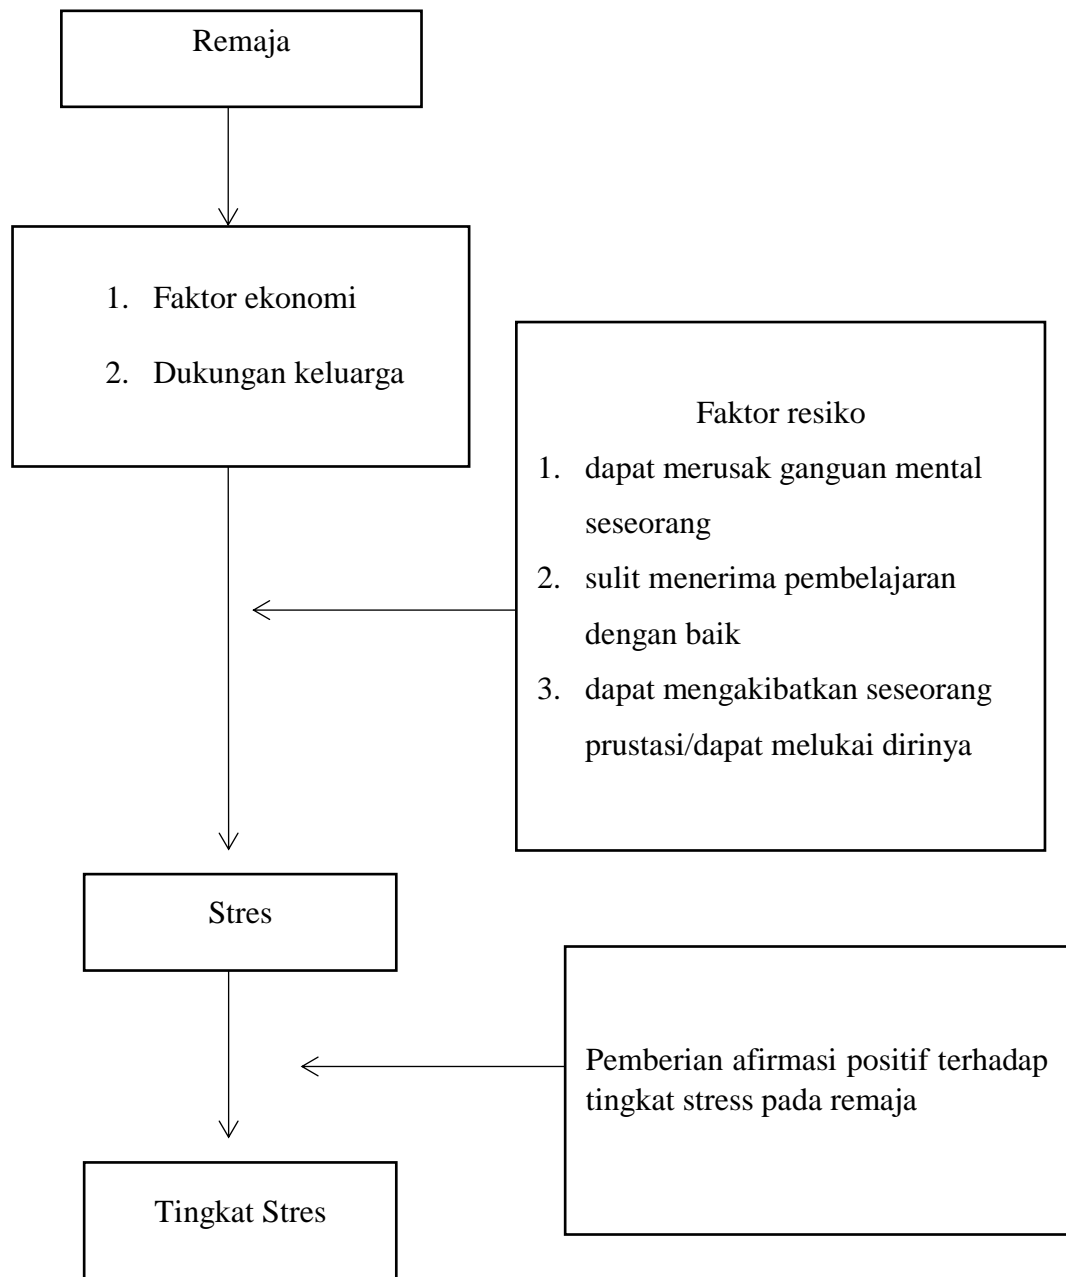 Remaja
1. Faktor ekonomi
2. Dukungan keluarga
Faktor resiko
1. dapat merusak ganguan mental
seseorang
2. sulit menerima pembelajaran
dengan baik
3. dapat mengakibatkan seseorang
prustasi/dapat melukai dirinya
Stres
Pemberian afirmasi positif terhadap
tingkat stress pada remaja
Tingkat Stres